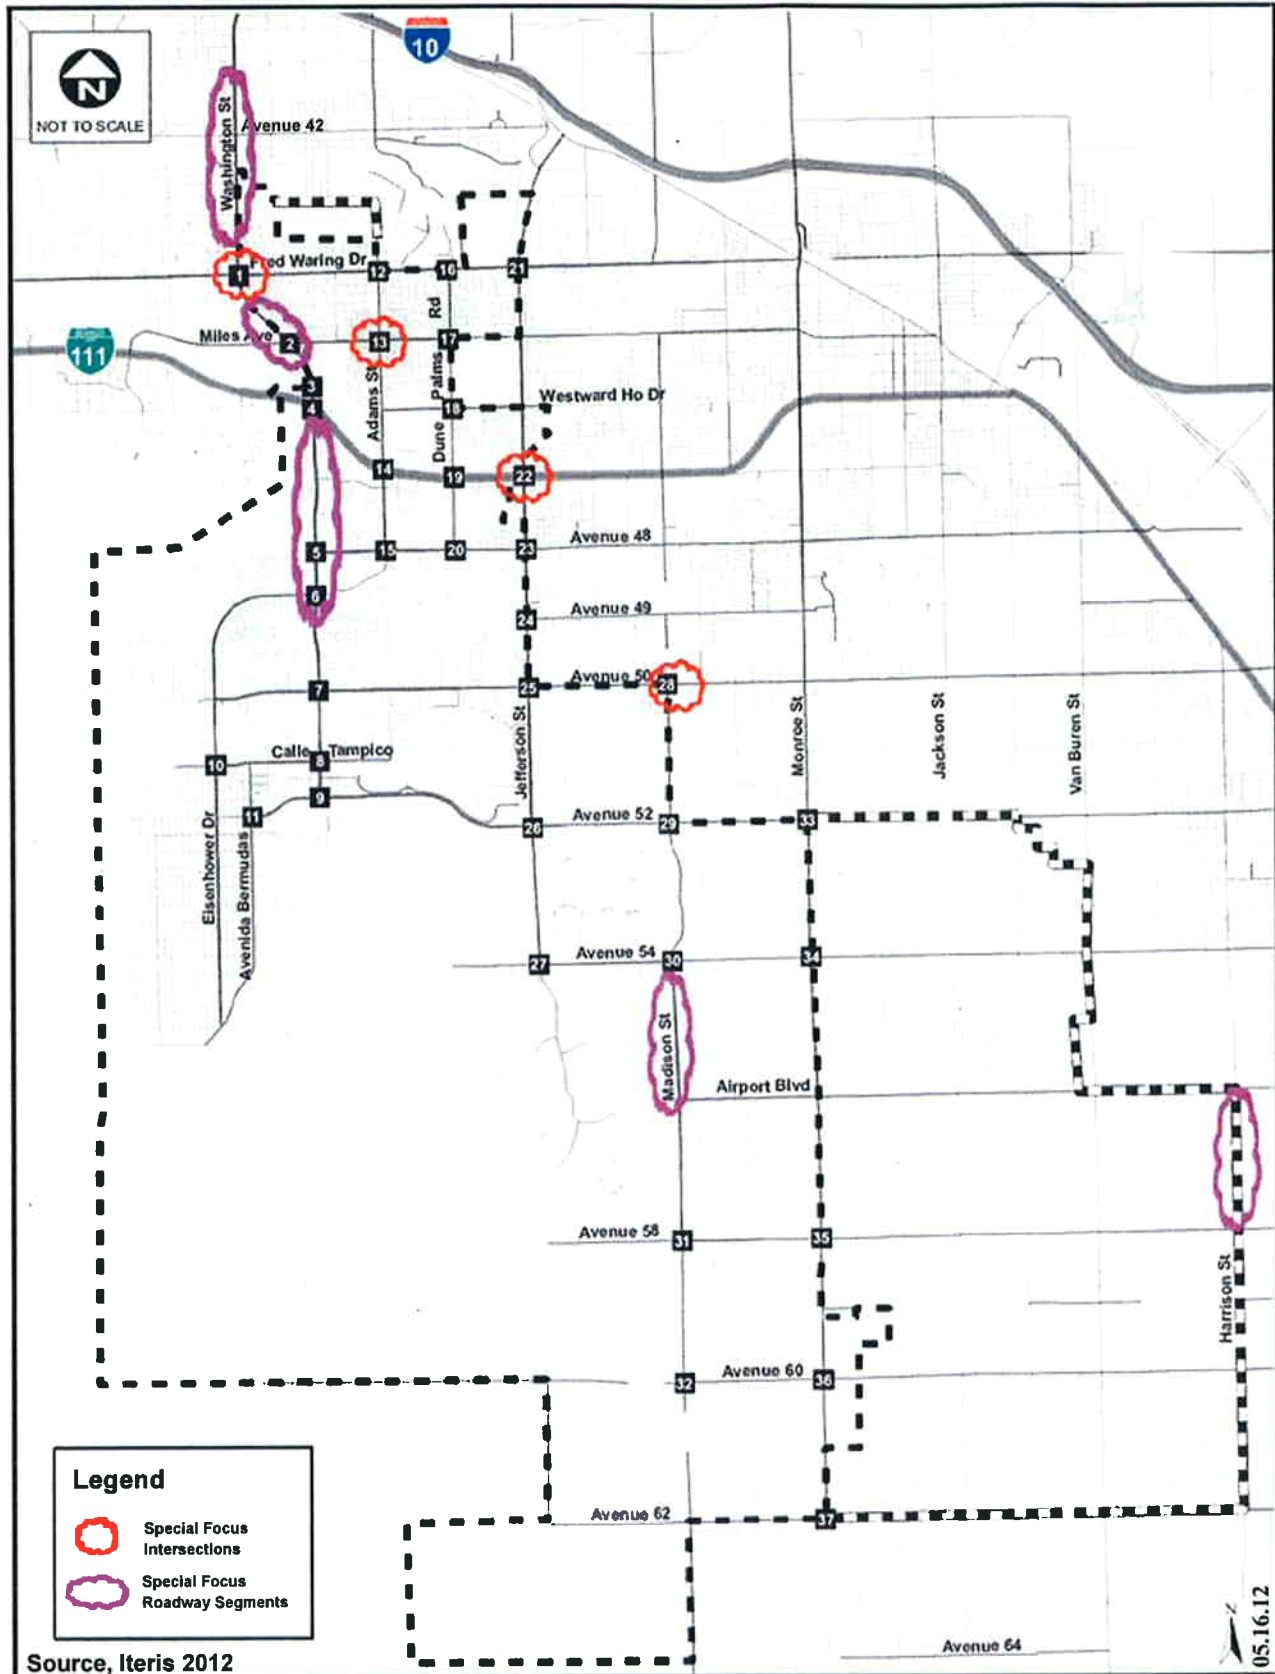 10
N
NOT TO SCALE
Washington St
Avenue 42
Fred Waring Dr
1
12
16
21
111
Miles Ave
2
13
17
Rd
3
4
Adams St
Dune Palms
18
Westward Ho Dr
14
19
22
5
15
20
23
Avenue 48
6
24
Avenue 49
7
25
Avenue 50
28
Jefferson St
Monroe St
Jackson St
Van Buren St
10
Calle Tampico
8
9
11
26
Avenue 52
29
33
Eisenhower Dr
Avenida Bermudas
27
Avenue 54
30
34
Madison St
Airport Blvd
Avenue 58
31
35
Harrison St
32
Avenue 60
36
Legend
Special Focus
Intersections
Special Focus
Roadway Segments
Avenue 62
37
Avenue 64
Source, Iteris 2012
05.16.12